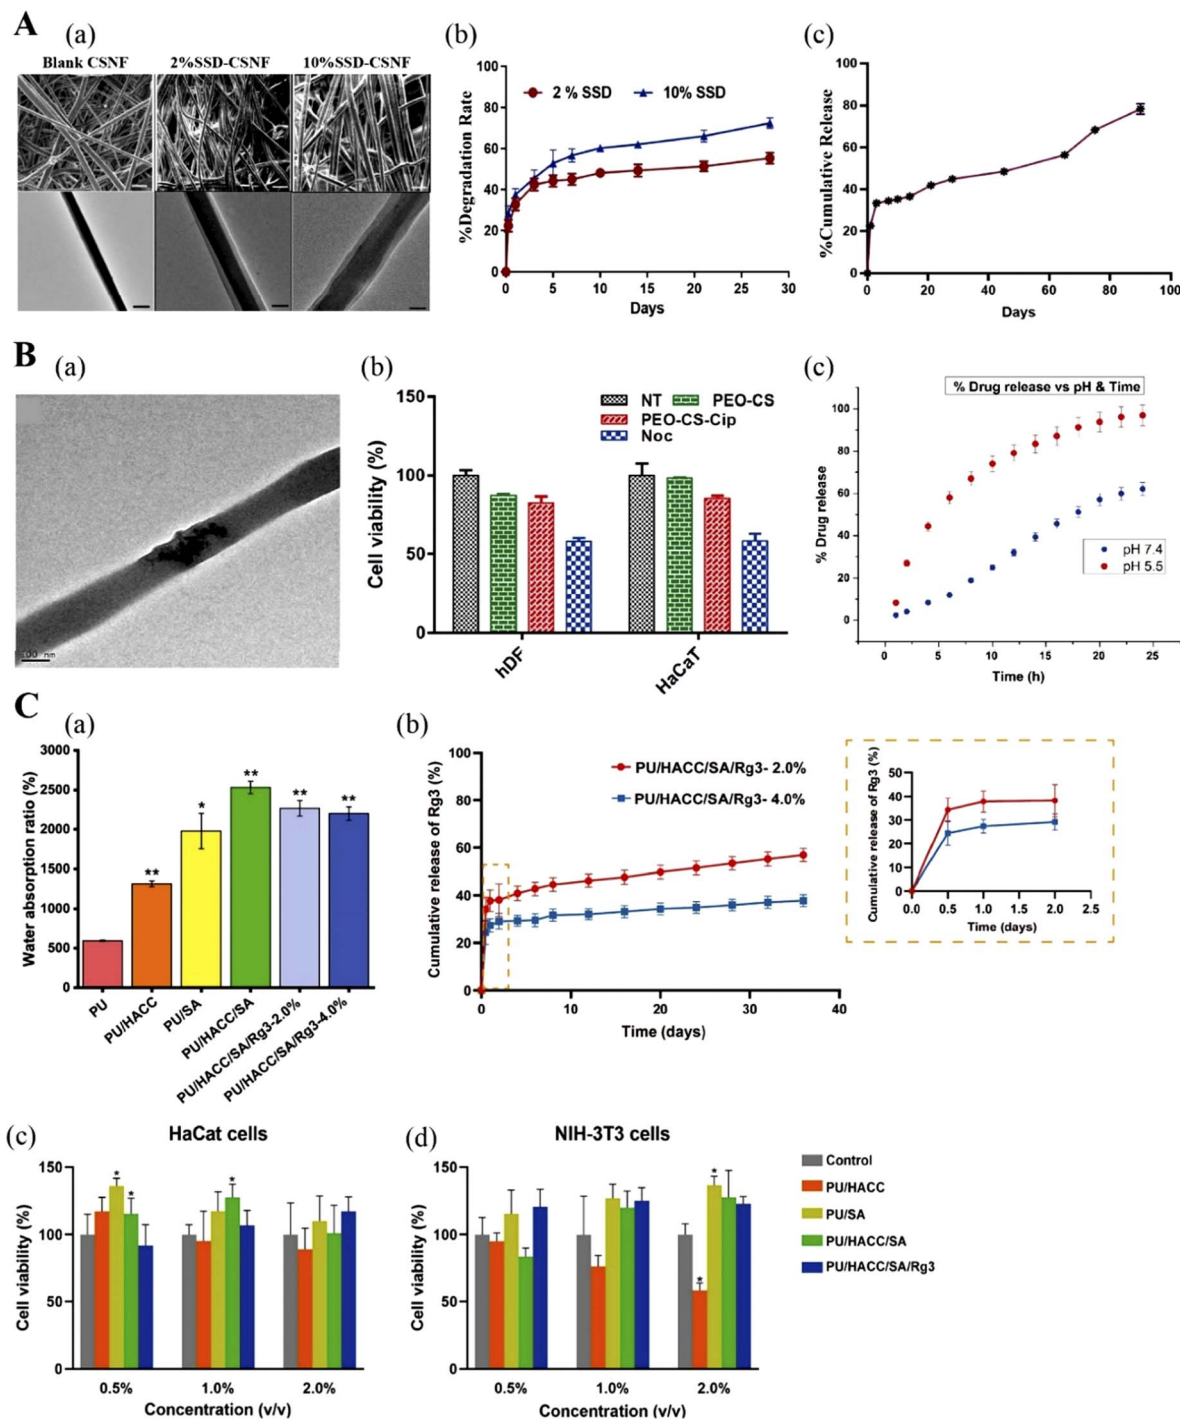 A
(a)
Blank CSNF 2%SSD-CSNF 10%SSD-CSNF
(b)
%Degradation Rate
100
80
60
40
20
0
2 % SSD 10% SSD
0 5 10 15 20 25 30
Days
(c)
%Cumulative Release
100
80
60
40
20
0
0 20 40 60 80 100
Days
B
(a)
nm
(b)
Cell viability (%)
150
100
50
0
NT PEO-CS
PEO-CS-Cip
Noc
hDF HaCaT
(c)
% Drug release vs pH & Time
% Drug release
100
80
60
40
20
0
pH 7.4
pH 5.5
0 5 10 15 20 25
Time (h)
C
(a)
Water absorption ratio (%)
3000
2500
2000
1500
1000
500
0
** * ** ** **
PU PU/HACC PU/SA PU/HACC/SA PU/HACC/SA/Rg3-2.0% PU/HACC/SA/Rg3-4.0%
(b)
Cumulative release of Rg3 (%)
100
80
60
40
20
0
PU/HACC/SA/Rg3- 2.0%
PU/HACC/SA/Rg3- 4.0%
0 10 20 30 40
Time (days)
Cumulative release of Rg3 (%)
50
40
30
20
10
0
0.0 0.5 1.0 1.5 2.0 2.5
Time (days)
(c)
HaCat cells
Cell viability (%)
150
100
50
0
* * *
0.5% 1.0% 2.0%
Concentration (v/v)
(d)
NIH-3T3 cells
Cell viability (%)
150
100
50
0
* *
0.5% 1.0% 2.0%
Concentration (v/v)
Control
PU/HACC
PU/SA
PU/HACC/SA
PU/HACC/SA/Rg3